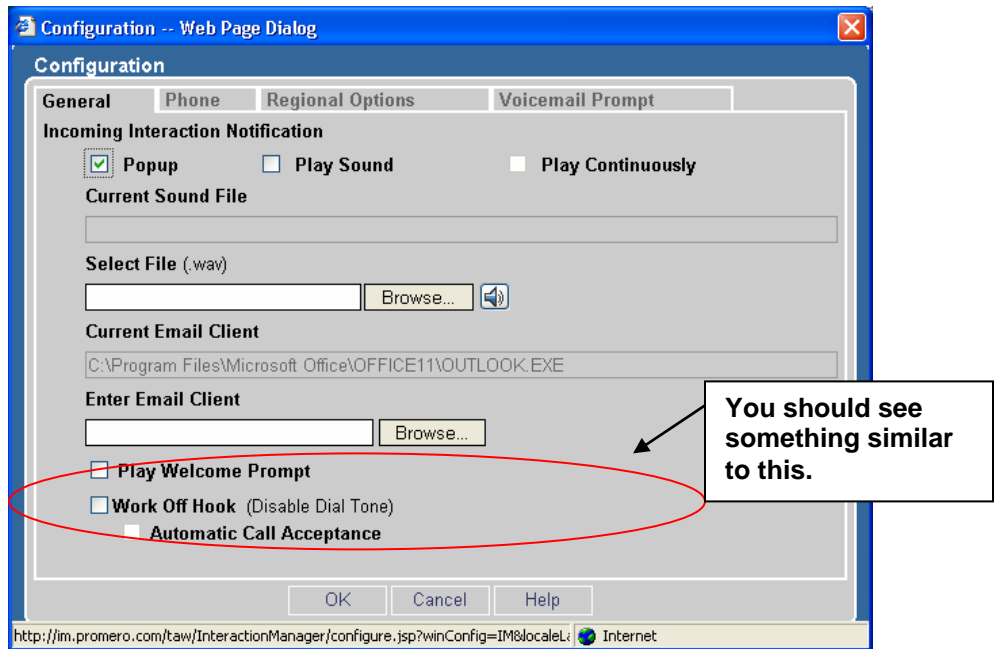 Configuration -- Web Page Dialog
Configuration
General Phone Regional Options Voicemail Prompt
Incoming Interaction Notification
Popup Play Sound Play Continuously
Current Sound File
Select File (.wav)
Browse...
Current Email Client
C:\Program Files\Microsoft Office\OFFICE11\OUTLOOK.EXE
Enter Email Client
Browse...
You should see
something similar
to this.
Play Welcome Prompt
Work Off Hook (Disable Dial Tone)
Automatic Call Acceptance
OK Cancel Help
http://im.promero.com/taw/InteractionManager/configure.jsp?winConfig=IM&localeL Internet